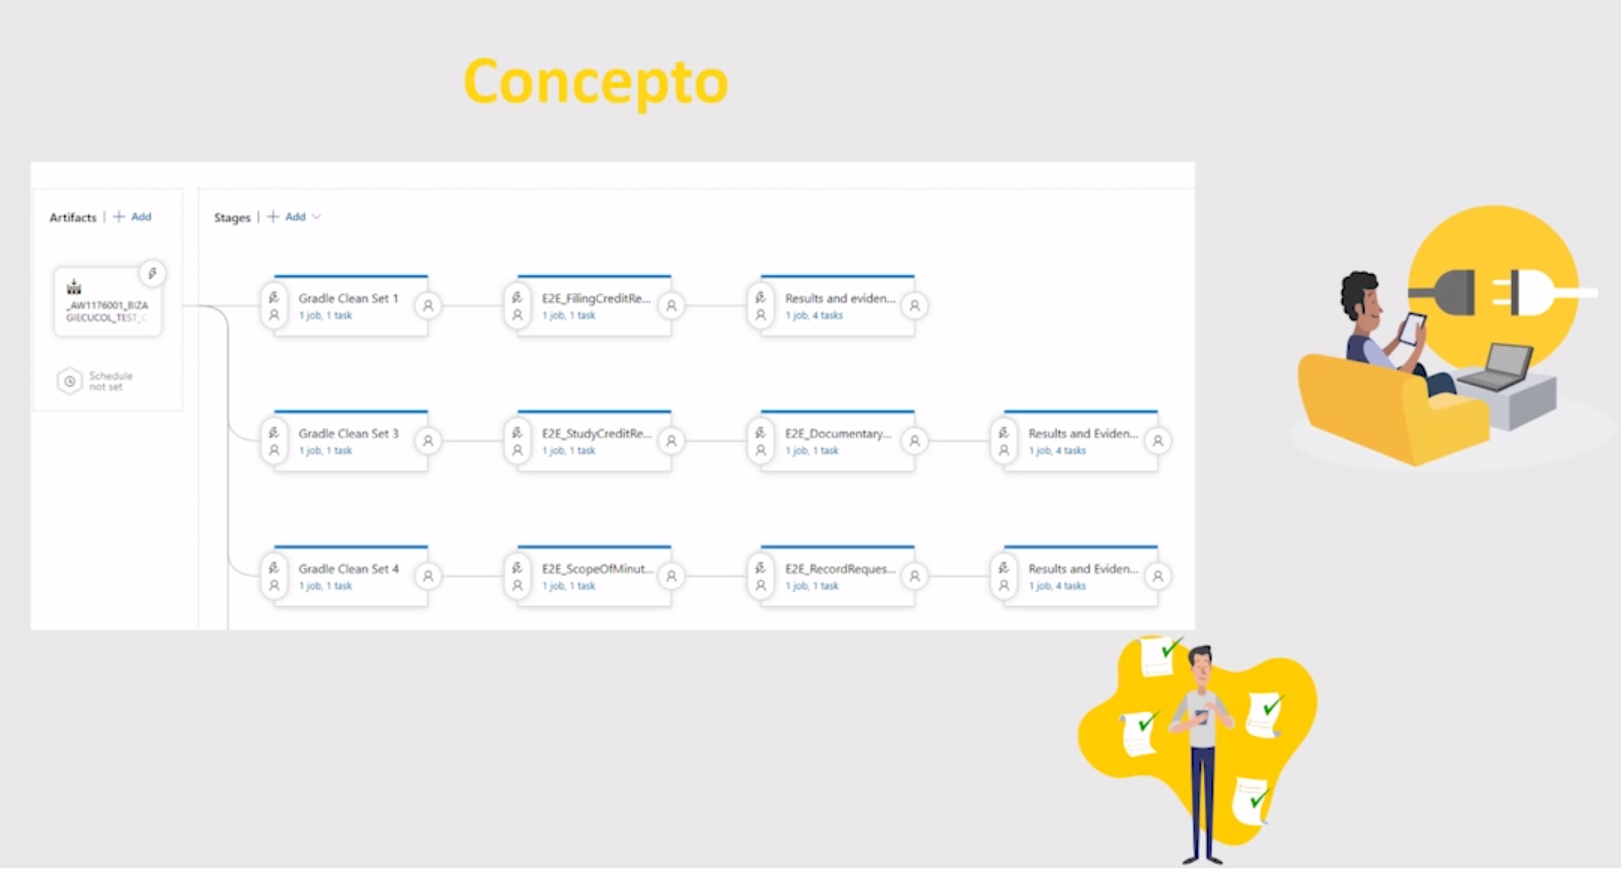 Concepto
Artifacts | + Add
Stages | + Add
_AW1176001_BIZA
GIECUCOL_TEST_C
Schedule
not set
Gradle Clean Set 1
1 job, 1 task
E2E_FilingCreditRe...
1 job, 1 task
Results and eviden...
1 job, 4 tasks
Gradle Clean Set 3
1 job, 1 task
E2E_StudyCreditRe...
1 job, 1 task
E2E_Documentary...
1 job, 1 task
Results and Eviden...
1 job, 4 tasks
Gradle Clean Set 4
1 job, 1 task
E2E_ScopeOfMinut...
1 job, 1 task
E2E_RecordReques...
1 job, 1 task
Results and Eviden...
1 job, 4 tasks